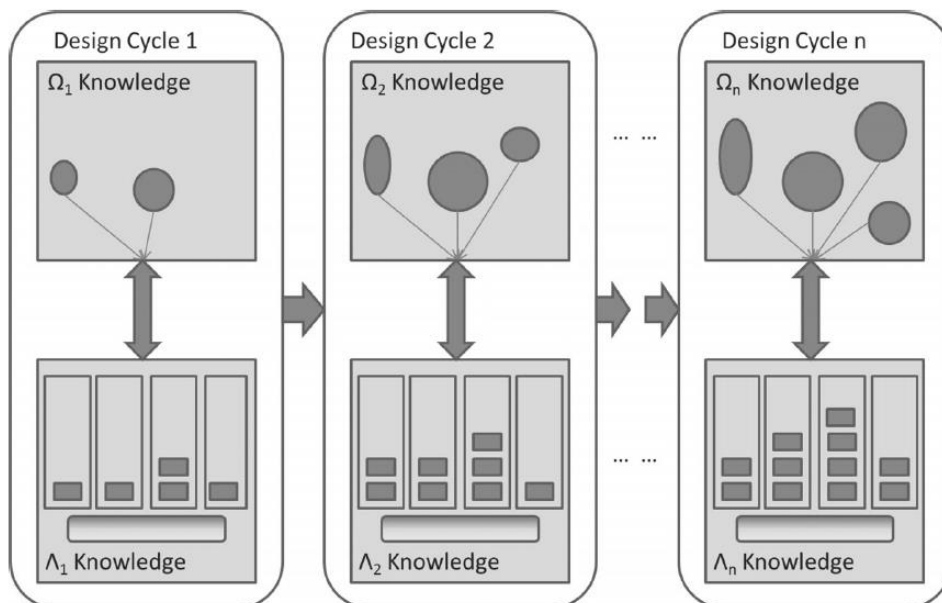 Design Cycle 1
Ω₁ Knowledge
Λ₁ Knowledge
Design Cycle 2
Ω₂ Knowledge
Λ₂ Knowledge
... ...
... ...
Design Cycle n
Ωₙ Knowledge
Λₙ Knowledge